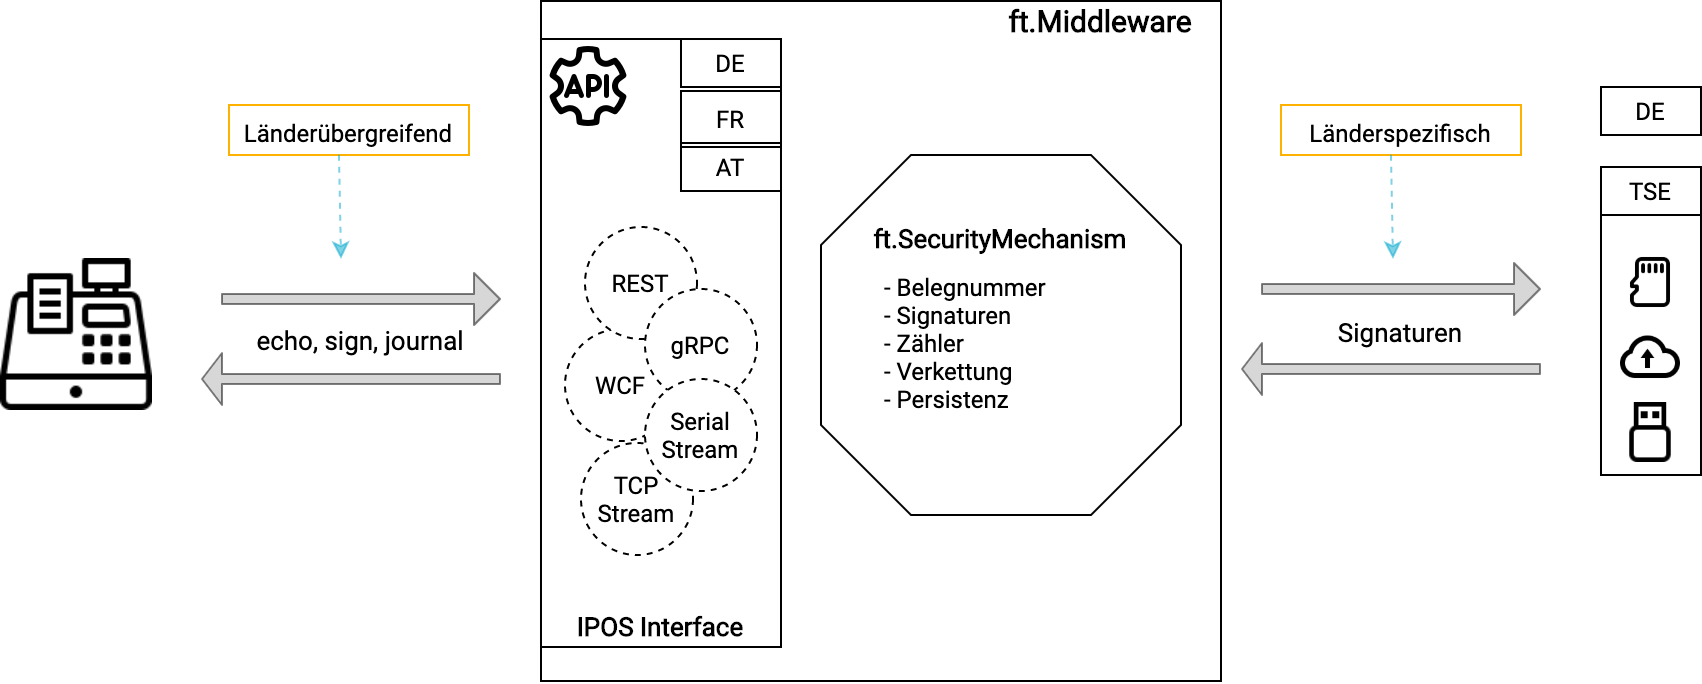 ft.Middleware
API
DE
FR
AT
Länderübergreifend
Länderspezifisch
DE
TSE
echo, sign, journal
REST
gRPC
WCF
Serial
Stream
TCP
Stream
IPOS Interface
ft.SecurityMechanism
- Belegnummer
- Signaturen
- Zähler
- Verkettung
- Persistenz
Signaturen